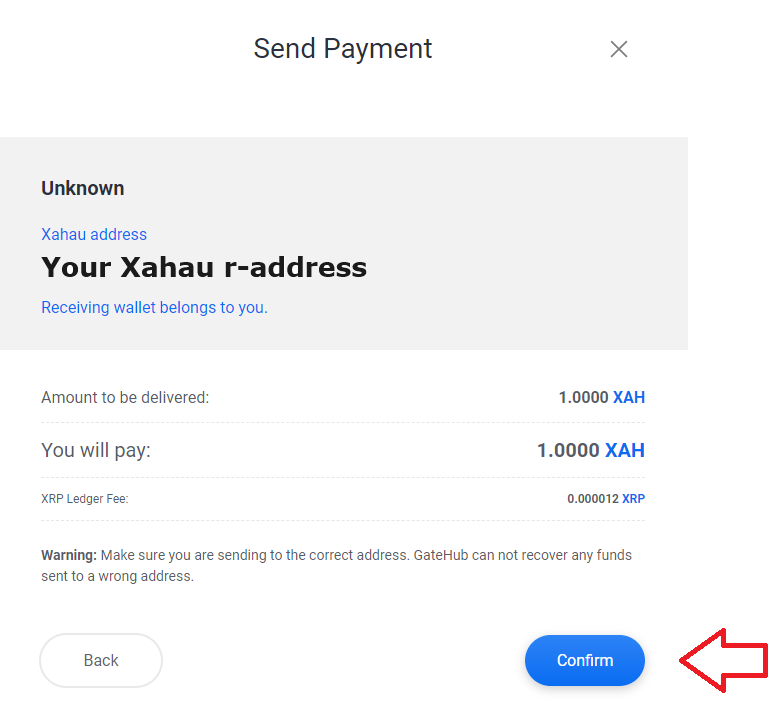 Send Payment
Unknown
Xahau address
Your Xahau r-address
Receiving wallet belongs to you.
Amount to be delivered: 1.0000 XAH
You will pay: 1.0000 XAH
XRP Ledger Fee: 0.000012 XRP
Warning: Make sure you are sending to the correct address. GateHub can not recover any funds
sent to a wrong address.
Back Confirm